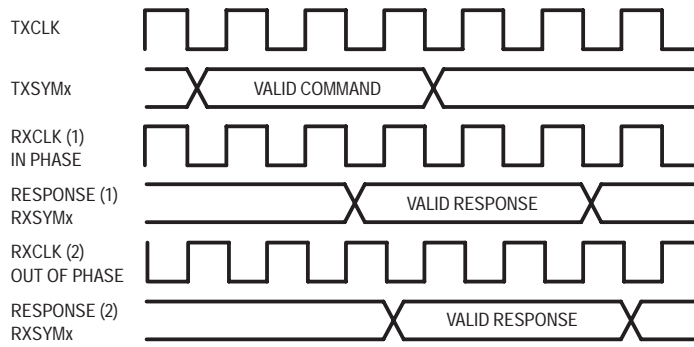 TXCLK
TXSYMx
VALID COMMAND
RXCLK (1)
IN PHASE
RESPONSE (1)
RXSYMx
VALID RESPONSE
RXCLK (2)
OUT OF PHASE
RESPONSE (2)
RXSYMx
VALID RESPONSE